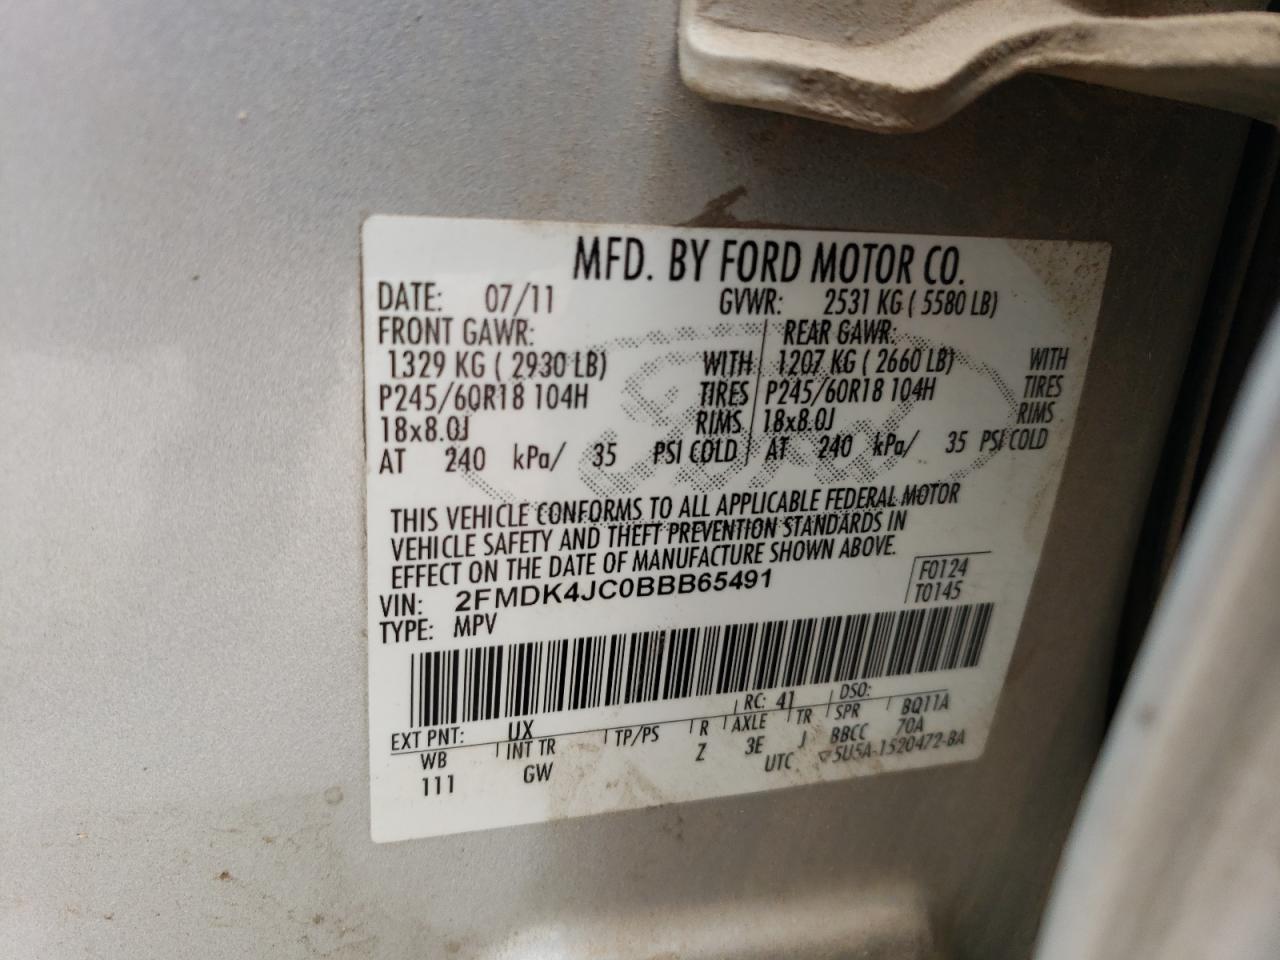 MFD. BY FORD MOTOR CO.
DATE: 07/11 GVWR: 2531 KG ( 5580 LB)
FRONT GAWR: REAR GAWR:
1329 KG ( 2930 LB) WITH 1207 KG ( 2660 LB) WITH
P245/60R18 104H TIRES P245/60R18 104H TIRES
18x8.0J RIMS 18x8.0J RIMS
AT 240 kPa/ 35 PSI COLD AT 240 kPa/ 35 PSI COLD
THIS VEHICLE CONFORMS TO ALL APPLICABLE FEDERAL MOTOR
VEHICLE SAFETY AND THEFT PREVENTION STANDARDS IN
EFFECT ON THE DATE OF MANUFACTURE SHOWN ABOVE.
VIN: 2FMDK4JC0BBB65491 F0124
TYPE: MPV T0145
EXT PNT: UX RC: 41 DSO:
WB INT TR TP/PS R AXLE TR SPR BQ11A
111 GW Z 3E J BBCC 70A
UTC ▽5U5A-1520472-BA